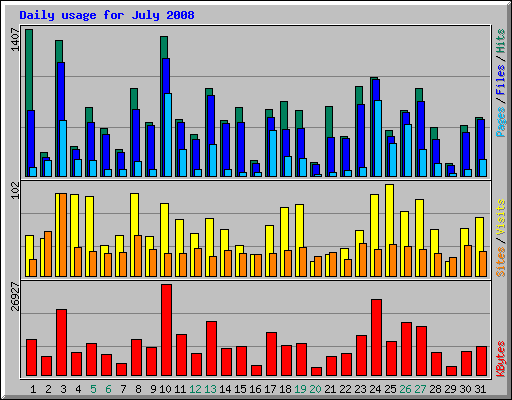 Daily usage for July 2008
1407
Pages / Files / Hits
102
Sites / Visits
26927
KBytes
1 2 3 4 5 6 7 8 9 10 11 12 13 14 15 16 17 18 19 20 21 22 23 24 25 26 27 28 29 30 31